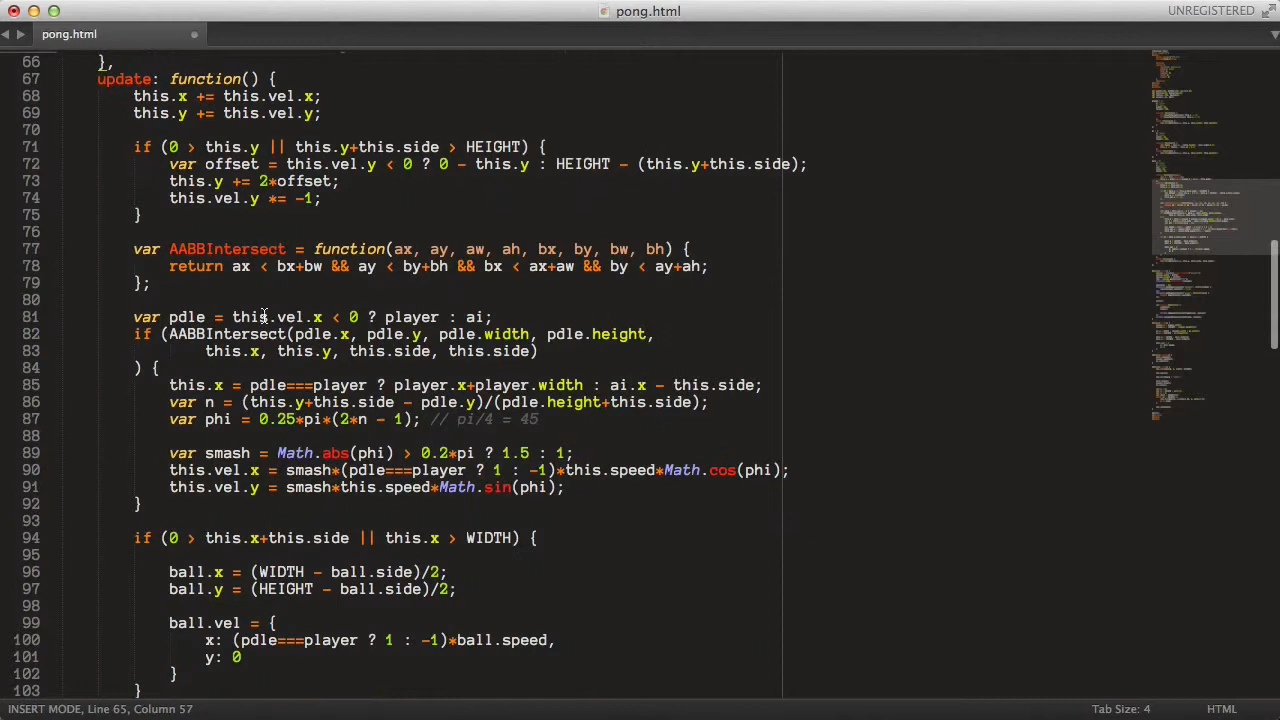 pong.html
UNREGISTERED
pong.html
66 },
67 update: function() {
68 this.x += this.vel.x;
69 this.y += this.vel.y;
70
71 if (0 > this.y || this.y+this.side > HEIGHT) {
72 var offset = this.vel.y < 0 ? 0 - this.y : HEIGHT - (this.y+this.side);
73 this.y += 2*offset;
74 this.vel.y *= -1;
75 }
76
77 var AABBIntersect = function(ax, ay, aw, ah, bx, by, bw, bh) {
78 return ax < bx+bw && ay < by+bh && bx < ax+aw && by < ay+ah;
79 };
80
81 var pdle = this.vel.x < 0 ? player : pi;
82 if (AABBIntersect(pdle.x, pdle.y, pdle.width, pdle.height,
83 this.x, this.y, this.side, this.side)
84 ) {
85 this.x = pdle===player ? player.x+player.width : ai.x - this.side;
86 var n = (this.y+this.side - pdle.y)/(pdle.height+this.side);
87 var phi = 0.25*pi*(2*n - 1); // pi/4 = 45
88
89 var smash = Math.abs(phi) > 0.2*pi ? 1.5 : 1;
90 this.vel.x = smash*(pdle===player ? 1 : -1)*this.speed*Math.cos(phi);
91 this.vel.y = smash*this.speed*Math.sin(phi);
92 }
93
94 if (0 > this.x+this.side || this.x > WIDTH) {
95
96 ball.x = (WIDTH - ball.side)/2;
97 ball.y = (HEIGHT - ball.side)/2;
98
99 ball.vel = {
100 x: (pdle===player ? 1 : -1)*ball.speed,
101 y: 0
102 }
103 }
INSERT MODE, Line 65, Column 57
Tab Size: 4
HTML